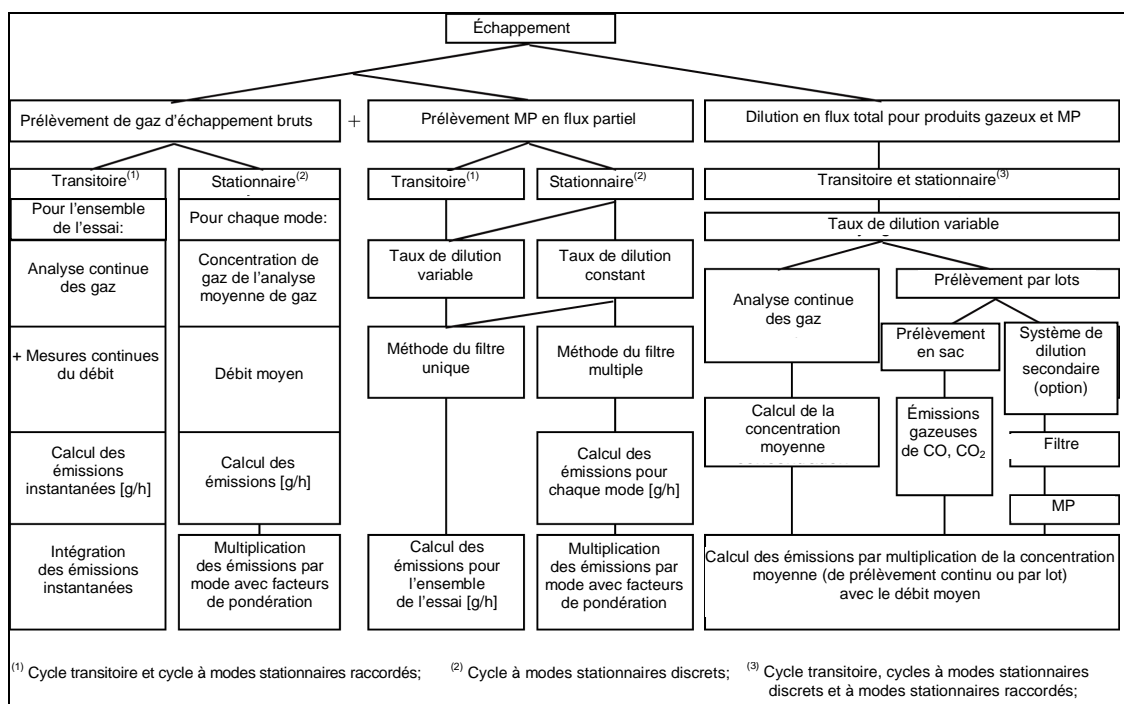 Échappement
Prélèvement de gaz d'échappement bruts
+
Prélèvement MP en flux partiel
Dilution en flux total pour produits gazeux et MP
Transitoire(1)
Stationnaire(2)
Transitoire(1)
Stationnaire(2)
Transitoire et stationnaire(3)
Pour l'ensemble
de l'essai:
Pour chaque mode:
Taux de dilution variable
Analyse continue
des gaz
Concentration de
gaz de l'analyse
moyenne de gaz
Taux de dilution
variable
Taux de dilution
constant
Analyse continue
des gaz
Prélèvement par lots
+ Mesures continues
du débit
Débit moyen
Méthode du filtre
unique
Méthode du filtre
multiple
Prélèvement
en sac
Système de
dilution
secondaire
(option)
Calcul de la
concentration
moyenne
Émissions
gazeuses
de CO, CO2
Filtre
MP
Calcul des
émissions
instantanées [g/h]
Calcul des
émissions [g/h]
Calcul des
émissions pour
chaque mode [g/h]
Intégration
des émissions
instantanées
Multiplication
des émissions par
mode avec facteurs
de pondération
Calcul des
émissions pour
l'ensemble
de l'essai [g/h]
Multiplication
des émissions par
mode avec facteurs
de pondération
Calcul des émissions par multiplication de la concentration
moyenne (de prélèvement continu ou par lot)
avec le débit moyen
(1) Cycle transitoire et cycle à modes stationnaires raccordés;
(2) Cycle à modes stationnaires discrets;
(3) Cycle transitoire, cycles à modes stationnaires
discrets et à modes stationnaires raccordés;